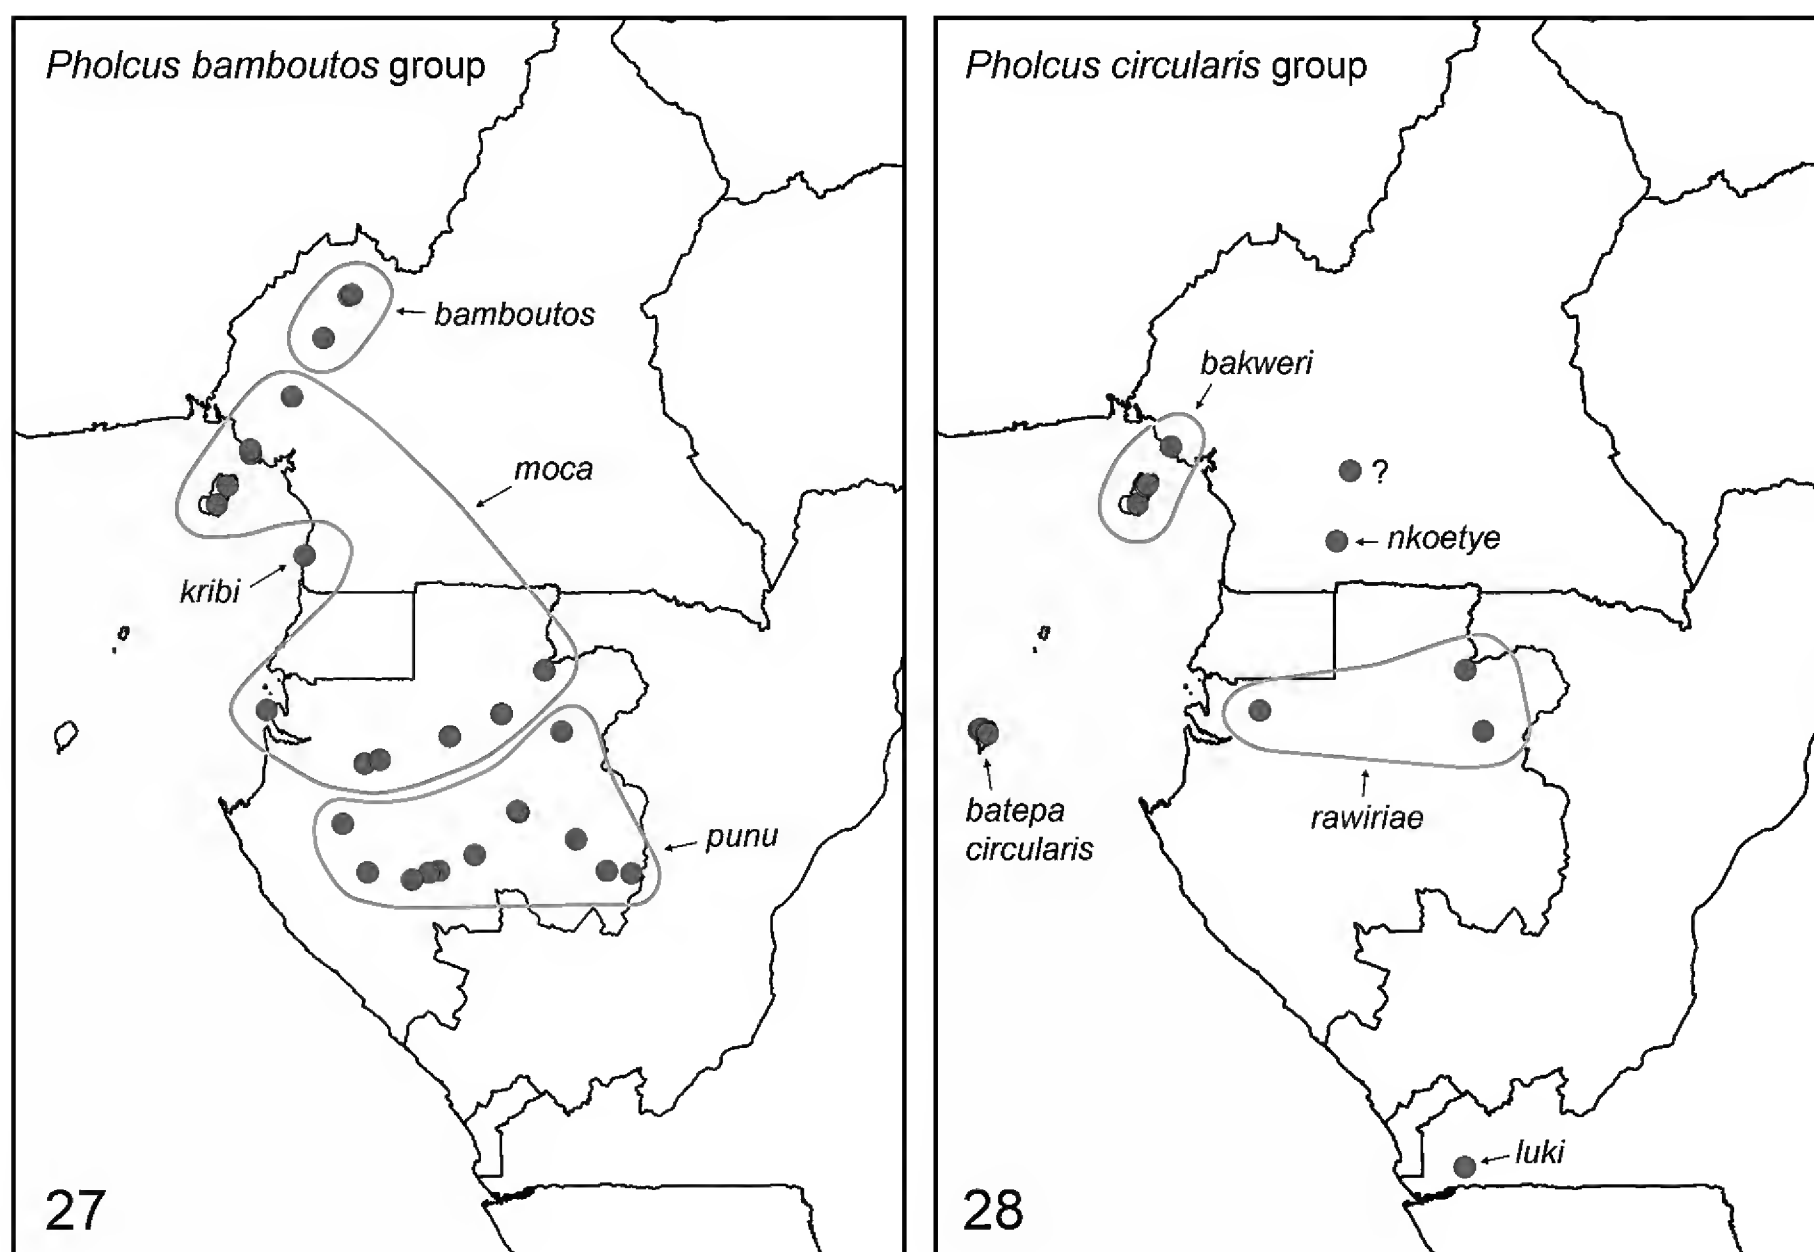 Pholcus bamboutos group
bamboutos
moca
kribi
punu
27
Pholcus circularis group
bakweri
?
nkoetye
batepa
circularis
rawiriae
luki
28